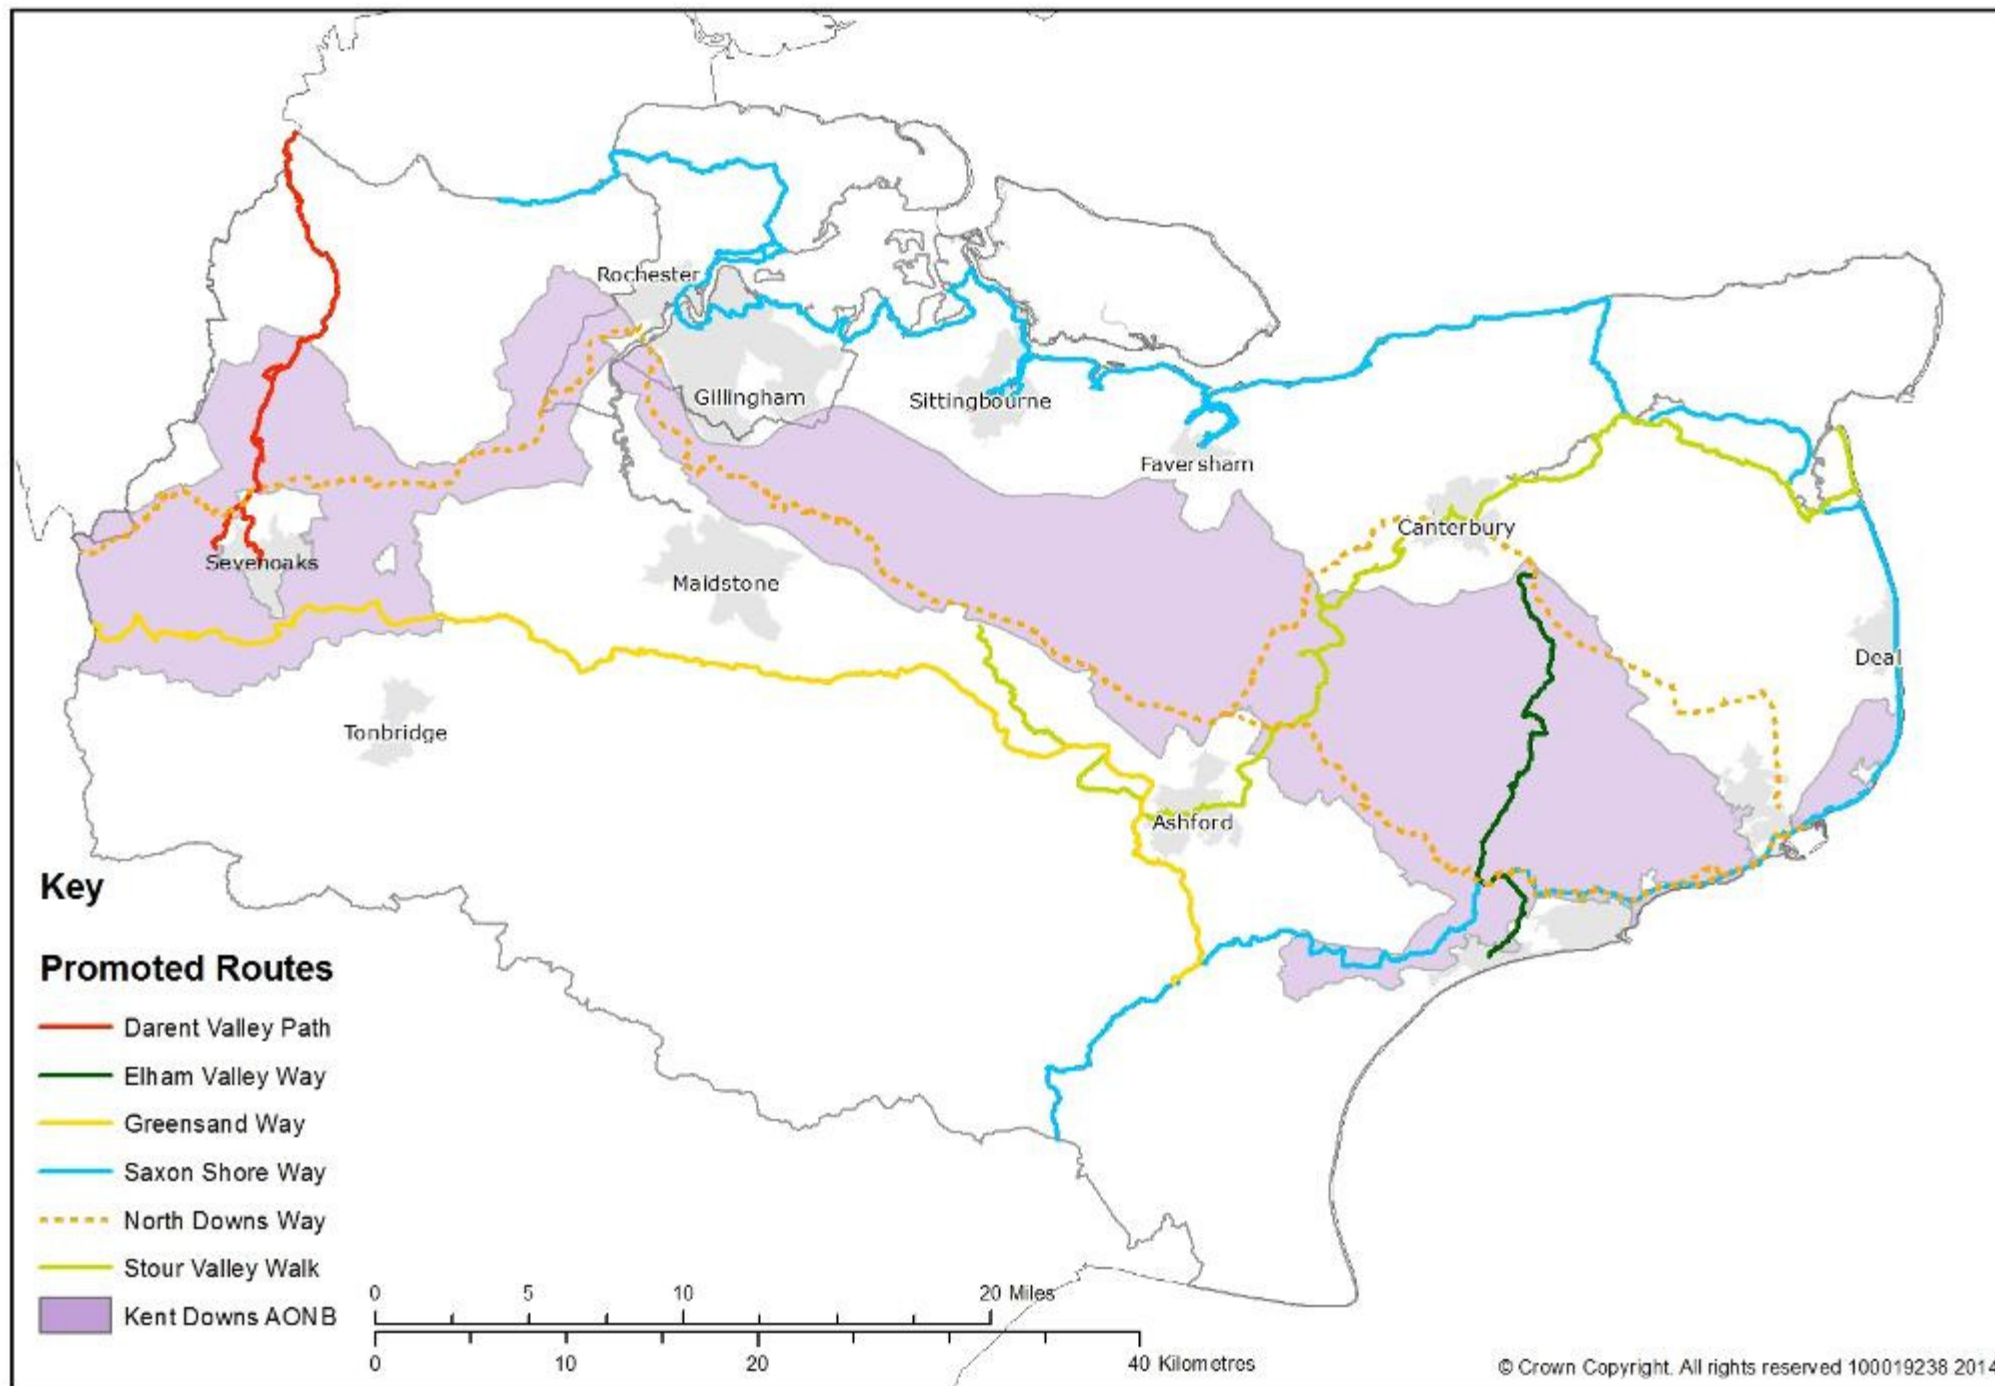 Rochester
Gillingham
Sittingbourne
Faversham
Canterbury
Sevenoaks
Maidstone
Deal
Tonbridge
Ashford
Key
Promoted Routes
Darent Valley Path
Elham Valley Way
Greensand Way
Saxon Shore Way
North Downs Way
Stour Valley Walk
Kent Downs AONB
0 5 10 20 Miles
0 10 20 40 Kilometres
© Crown Copyright. All rights reserved 100019238 2014